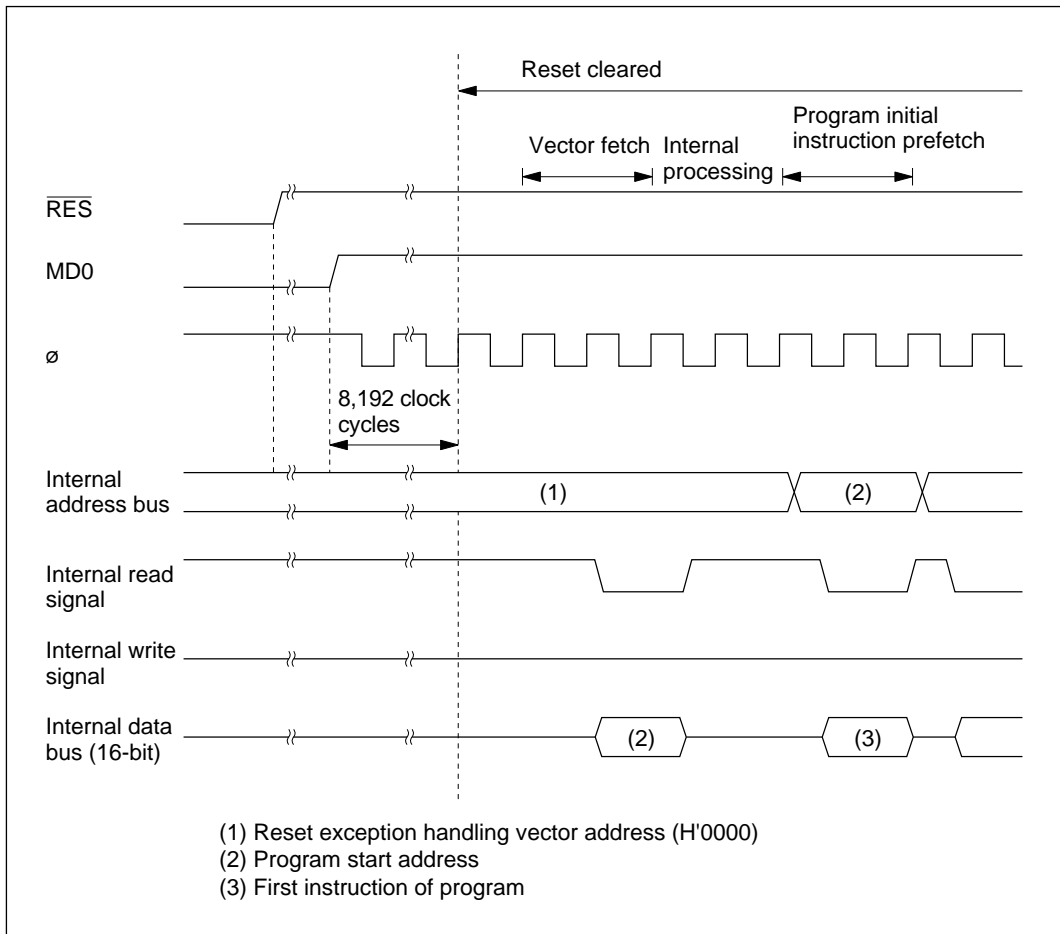 Reset cleared
Program initial
instruction prefetch
Vector fetch
Internal
processing
RES
MD0
ø
8,192 clock
cycles
Internal
address bus
(1)
(2)
Internal read
signal
Internal write
signal
Internal data
bus (16-bit)
(2)
(3)
(1) Reset exception handling vector address (H'0000)
(2) Program start address
(3) First instruction of program